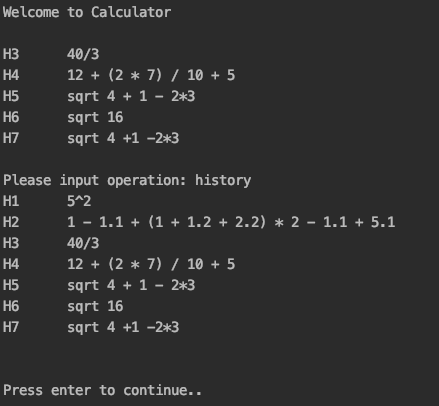 Welcome to Calculator
H3 40/3
H4 12 + (2 * 7) / 10 + 5
H5 sqrt 4 + 1 - 2*3
H6 sqrt 16
H7 sqrt 4 +1 -2*3
Please input operation: history
H1 5^2
H2 1 - 1.1 + (1 + 1.2 + 2.2) * 2 - 1.1 + 5.1
H3 40/3
H4 12 + (2 * 7) / 10 + 5
H5 sqrt 4 + 1 - 2*3
H6 sqrt 16
H7 sqrt 4 +1 -2*3
Press enter to continue..